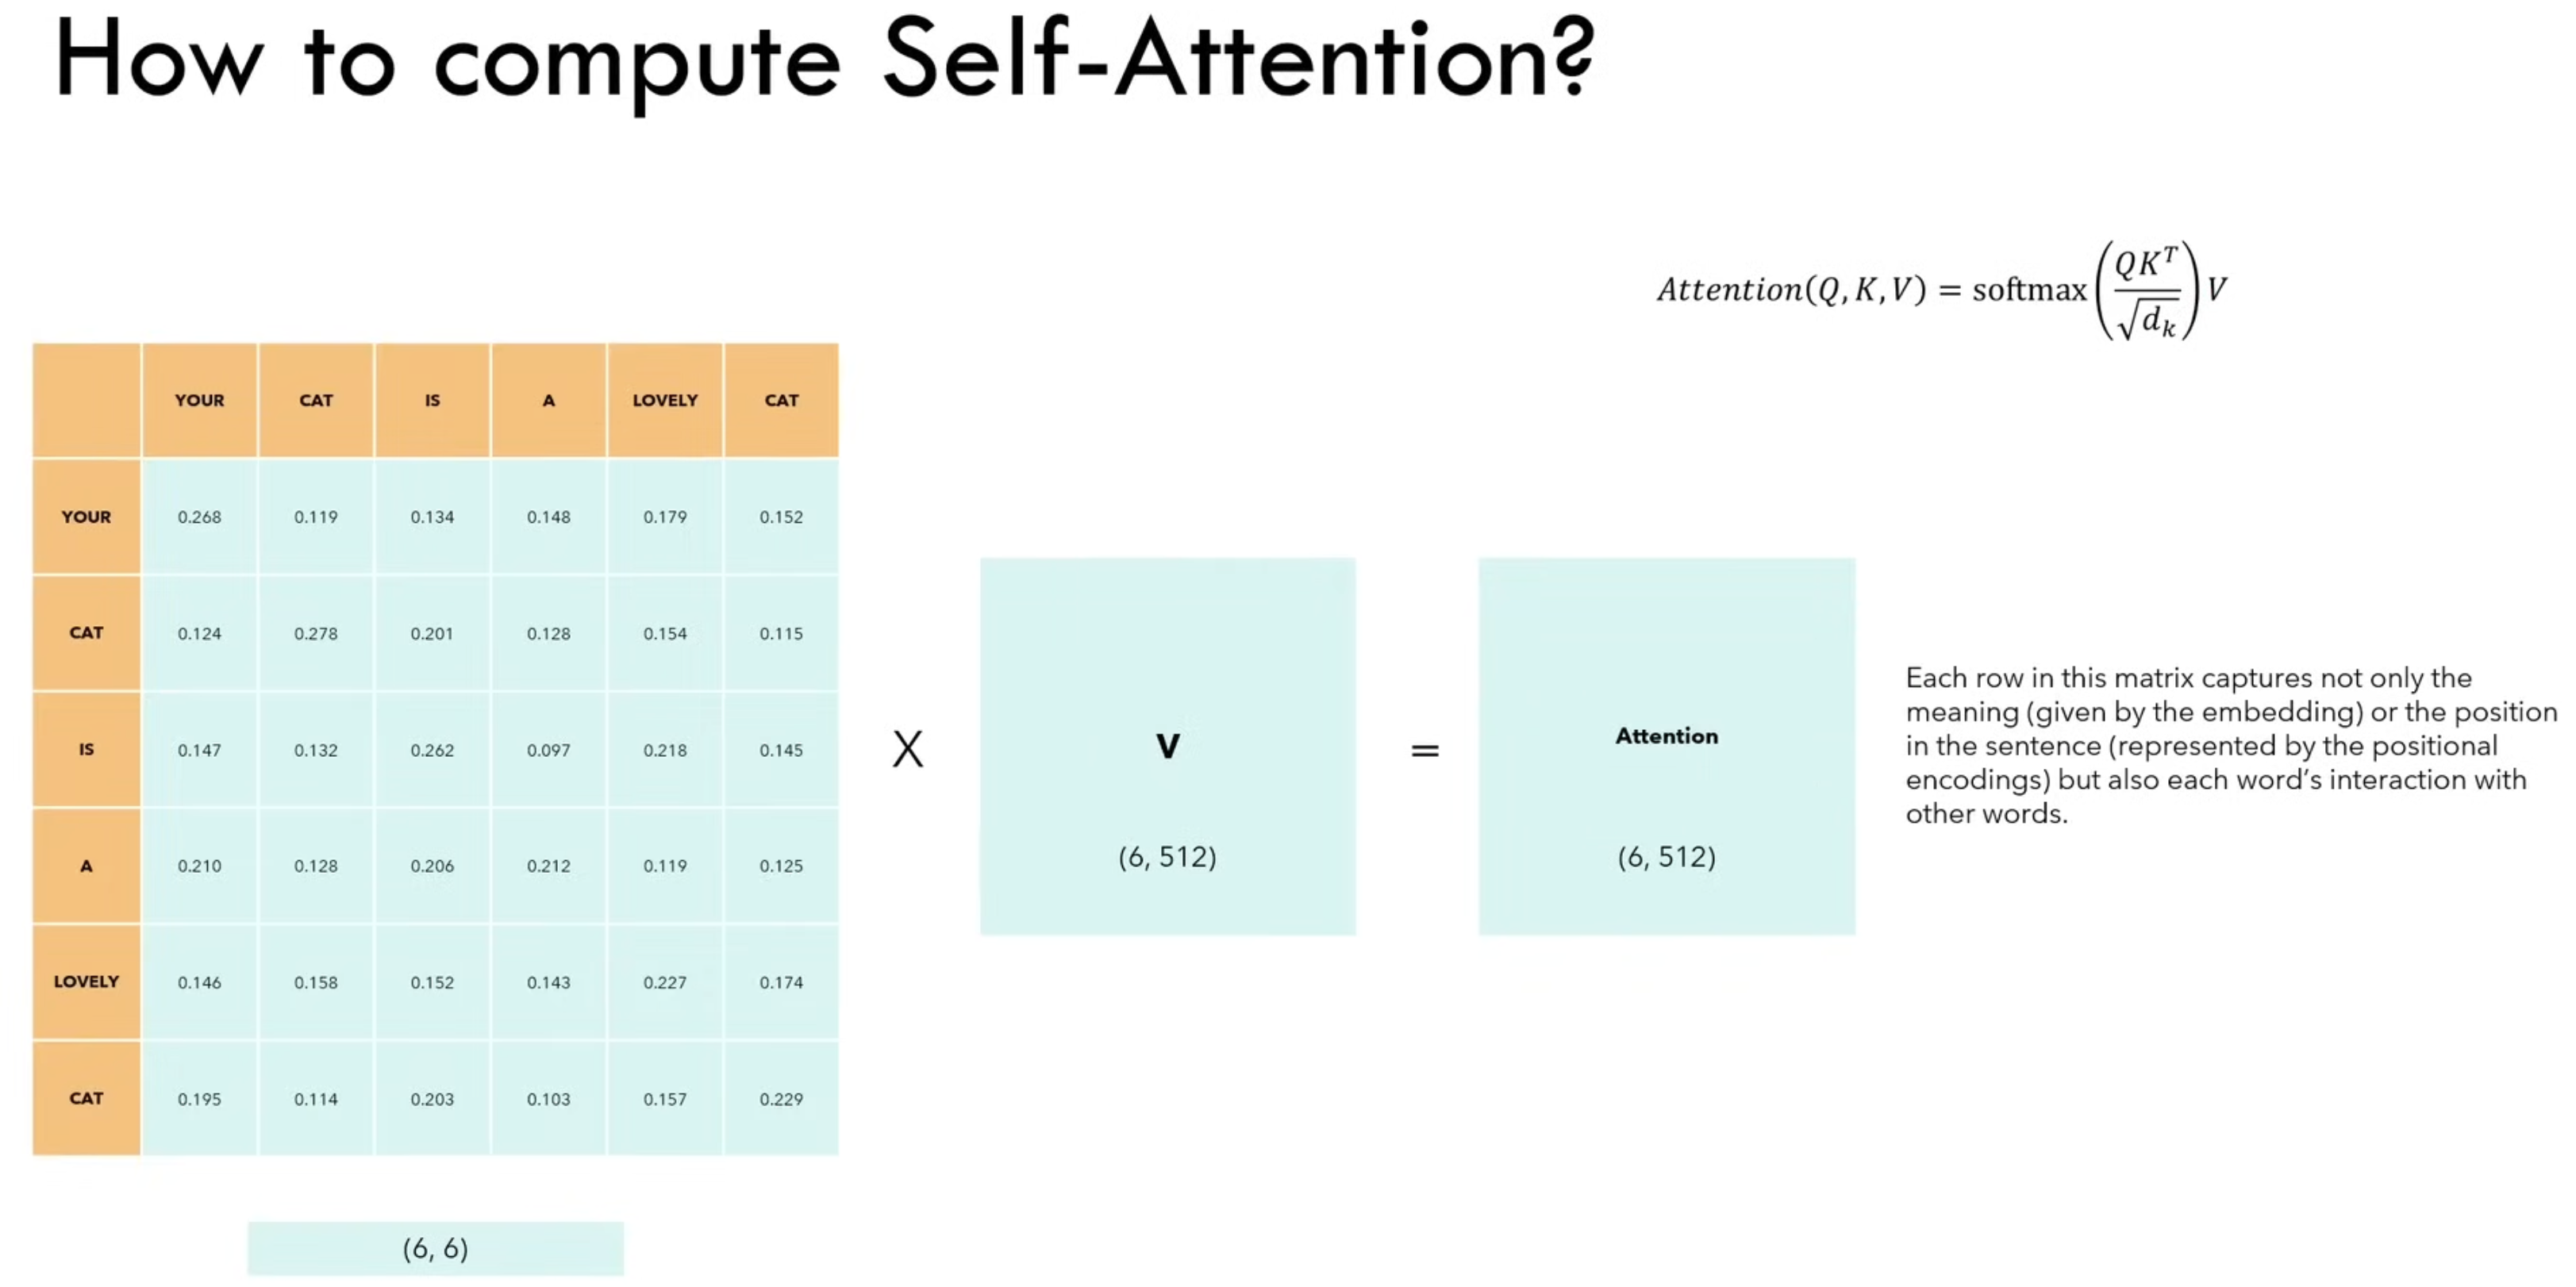 How to compute Self-Attention?
Attention(Q, K, V) = softmax(QK^T / √d_k) V
YOUR CAT IS A LOVELY CAT
YOUR 0.268 0.119 0.134 0.148 0.179 0.152
CAT 0.124 0.278 0.201 0.128 0.154 0.115
IS 0.147 0.132 0.262 0.097 0.218 0.145
A 0.210 0.128 0.206 0.212 0.119 0.125
LOVELY 0.146 0.158 0.152 0.143 0.227 0.174
CAT 0.195 0.114 0.203 0.103 0.157 0.229
(6, 6)
X
V
(6, 512)
=
Attention
(6, 512)
Each row in this matrix captures not only the
meaning (given by the embedding) or the position
in the sentence (represented by the positional
encodings) but also each word’s interaction with
other words.